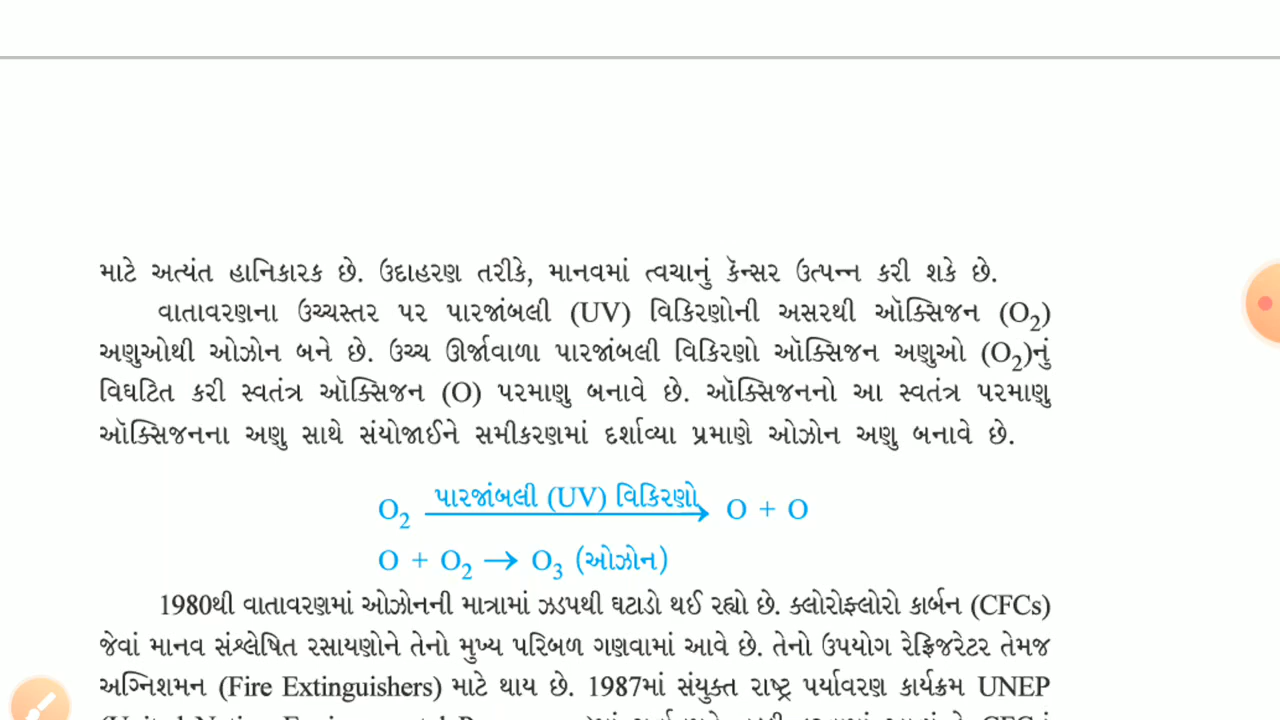 માટે અત્યંત હાનિકારક છે. ઉદાહરણ તરીકે, માનવમાં ત્વચાનું કૅન્સર ઉત્પન્ન કરી શકે છે.
વાતાવરણના ઉચ્ચસ્તર પર પારજાંબલી (UV) વિકિરણોની અસરથી ઑક્સિજન (O₂)
અણુઓથી ઓઝોન બને છે. ઉચ્ચ ઊર્જાવાળા પારજાંબલી વિકિરણો ઑક્સિજન અણુઓ (O₂)નું
વિઘટિત કરી સ્વતંત્ર ઑક્સિજન (O) પરમાણુ બનાવે છે. ઑક્સિજનનો આ સ્વતંત્ર પરમાણુ
ઑક્સિજનના અણુ સાથે સંયોજાઈને સમીકરણમાં દર્શાવ્યા પ્રમાણે ઓઝોન અણુ બનાવે છે.
પારજાંબલી (UV) વિકિરણો
O₂ → O + O
O + O₂ → O₃ (ઓઝોન)
1980થી વાતાવરણમાં ઓઝોનની માત્રામાં ઝડપથી ઘટાડો થઈ રહ્યો છે. ક્લોરોફ્લોરો કાર્બન (CFCs)
જેવાં માનવ સંશ્લેષિત રસાયણોને તેનો મુખ્ય પરિબળ ગણવામાં આવે છે. તેનો ઉપયોગ રેફ્રિજરેટર તેમજ
અગ્નિશમન (Fire Extinguishers) માટે થાય છે. 1987માં સંયુક્ત રાષ્ટ્ર પર્યાવરણ કાર્યક્રમ UNEP